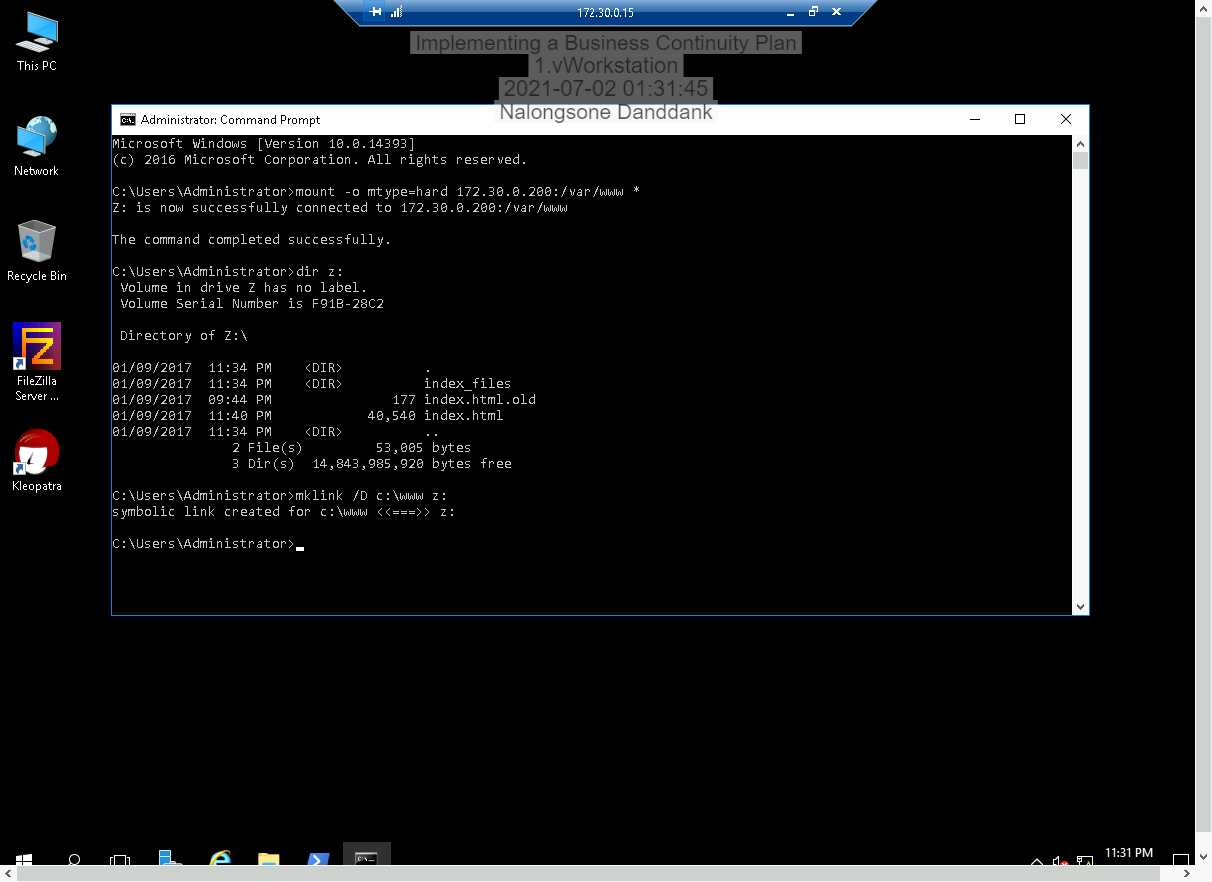 172.30.0.15
Implementing a Business Continuity Plan
1.vWorkstation
2021-07-02 01:31:45
Nalongsone Danddank
This PC
Network
Recycle Bin
FileZilla
Server ...
Kleopatra
Administrator: Command Prompt
Microsoft Windows [Version 10.0.14393]
(c) 2016 Microsoft Corporation. All rights reserved.
C:\Users\Administrator>mount -o mtype=hard 172.30.0.200:/var/www *
Z: is now successfully connected to 172.30.0.200:/var/www
The command completed successfully.
C:\Users\Administrator>dir z:
Volume in drive Z has no label.
Volume Serial Number is F91B-28C2
Directory of Z:\
01/09/2017  11:34 PM    <DIR>          .
01/09/2017  11:34 PM    <DIR>          index_files
01/09/2017  09:44 PM               177 index.html.old
01/09/2017  11:40 PM            40,540 index.html
01/09/2017  11:34 PM    <DIR>          ..
2 File(s)         53,005 bytes
3 Dir(s)  14,843,985,920 bytes free
C:\Users\Administrator>mklink /D c:\www z:
symbolic link created for c:\www <<===>> z:
C:\Users\Administrator>
11:31 PM